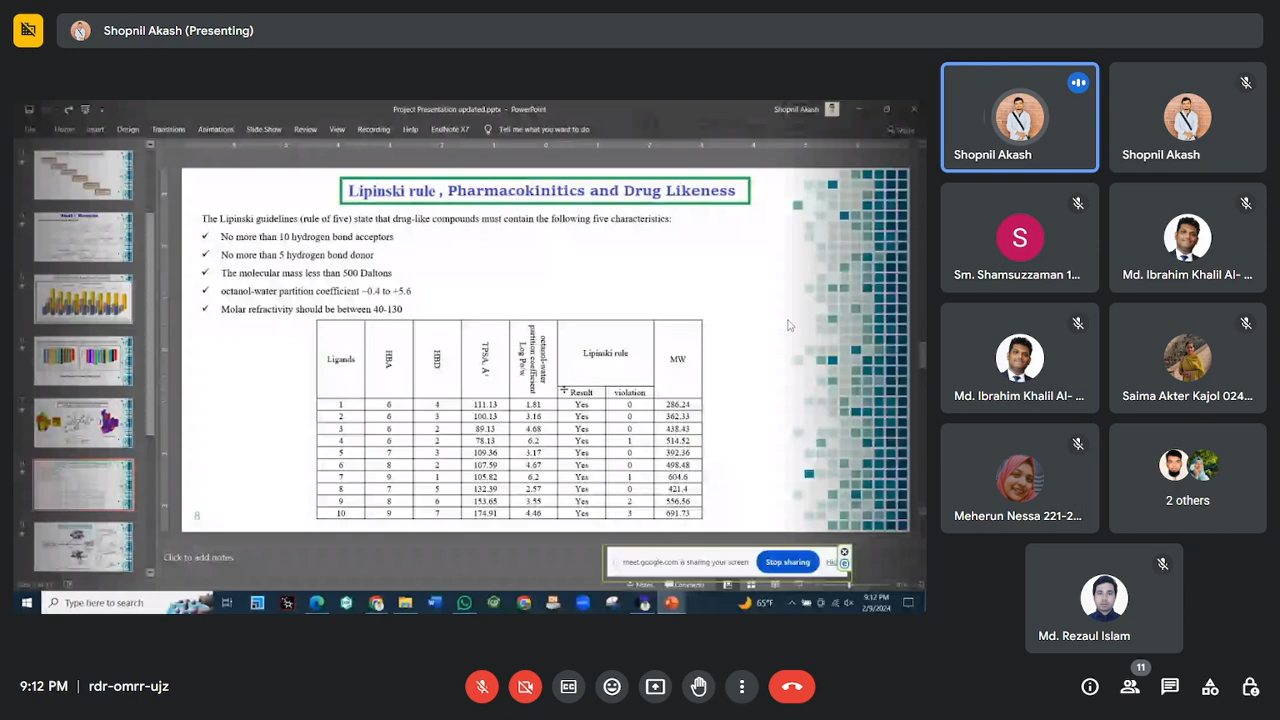 Shopnil Akash (Presenting)
Project Presentation updated.pptx - PowerPoint
Shopnil Akash
File Home Insert Design Transitions Animations Slide Show Review View Recording Help EndNote X7 Tell me what you want to do
Lipinski rule , Pharmacokinitics and Drug Likeness
The Lipinski guidelines (rule of five) state that drug-like compounds must contain the following five characteristics:
✓ No more than 10 hydrogen bond acceptors
✓ No more than 5 hydrogen bond donor
✓ The molecular mass less than 500 Daltons
✓ octanol-water partition coefficient −0.4 to +5.6
✓ Molar refractivity should be between 40-130
Ligands HBA HBD TPSA, Å² octanol-water partition coefficient Log Po/w Lipinski rule MW
Result violation
1 6 4 111.13 1.81 Yes 0 286.24
2 6 3 100.13 3.16 Yes 0 362.33
3 6 2 89.13 4.68 Yes 0 438.43
4 6 2 78.13 6.2 Yes 1 514.52
5 7 3 109.36 3.17 Yes 0 392.36
6 8 2 107.59 4.67 Yes 0 498.48
7 9 1 105.82 6.2 Yes 1 604.6
8 7 5 132.39 2.57 Yes 0 421.4
9 8 6 153.65 3.55 Yes 2 556.56
10 9 7 174.91 4.46 Yes 3 691.73
8
Click to add notes
meet.google.com is sharing your screen
Stop sharing
Type here to search
65°F
9:12 PM
2/9/2024
Shopnil Akash
Shopnil Akash
Sm. Shamsuzzaman 1...
Md. Ibrahim Khalil Al- ...
Md. Ibrahim Khalil Al- ...
Saima Akter Kajol 024...
S
Meherun Nessa 221-2...
2 others
Md. Rezaul Islam
9:12 PM | rdr-omrr-ujz
11